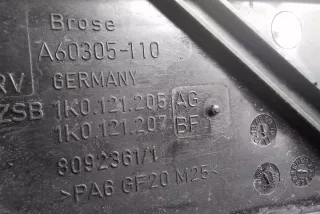 Brose
A60305-110
RV GERMANY
ZSB 1K0.121.205 AG
1K0.121.207 BF
8092361/1
>PA6 GF20 M25<